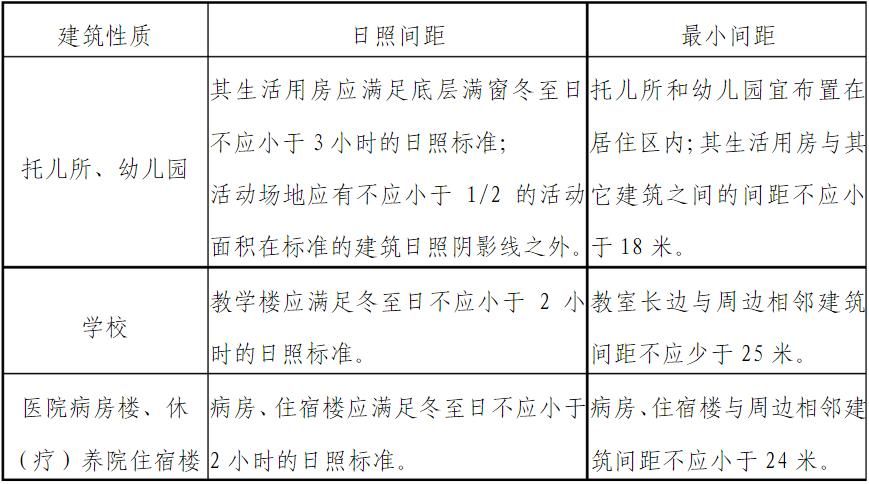 建筑性质
日照间距
最小间距
托儿所、幼儿园
其生活用房应满足底层满窗冬至日
不应小于3小时的日照标准;
活动场地应有不应小于 1/2 的活动
面积在标准的建筑日照阴影线之外。
托儿所和幼儿园宜布置在
居住区内;其生活用房与其
它建筑之间的间距不应小
于18米。
学校
教学楼应满足冬至日不应小于 2 小
时的日照标准。
教室长边与周边相邻建筑
间距不应少于25米。
医院病房楼、休
(疗)养院住宿楼
病房、住宿楼应满足冬至日不应小于
2小时的日照标准。
病房、住宿楼与周边相邻建
筑间距不应小于24米。